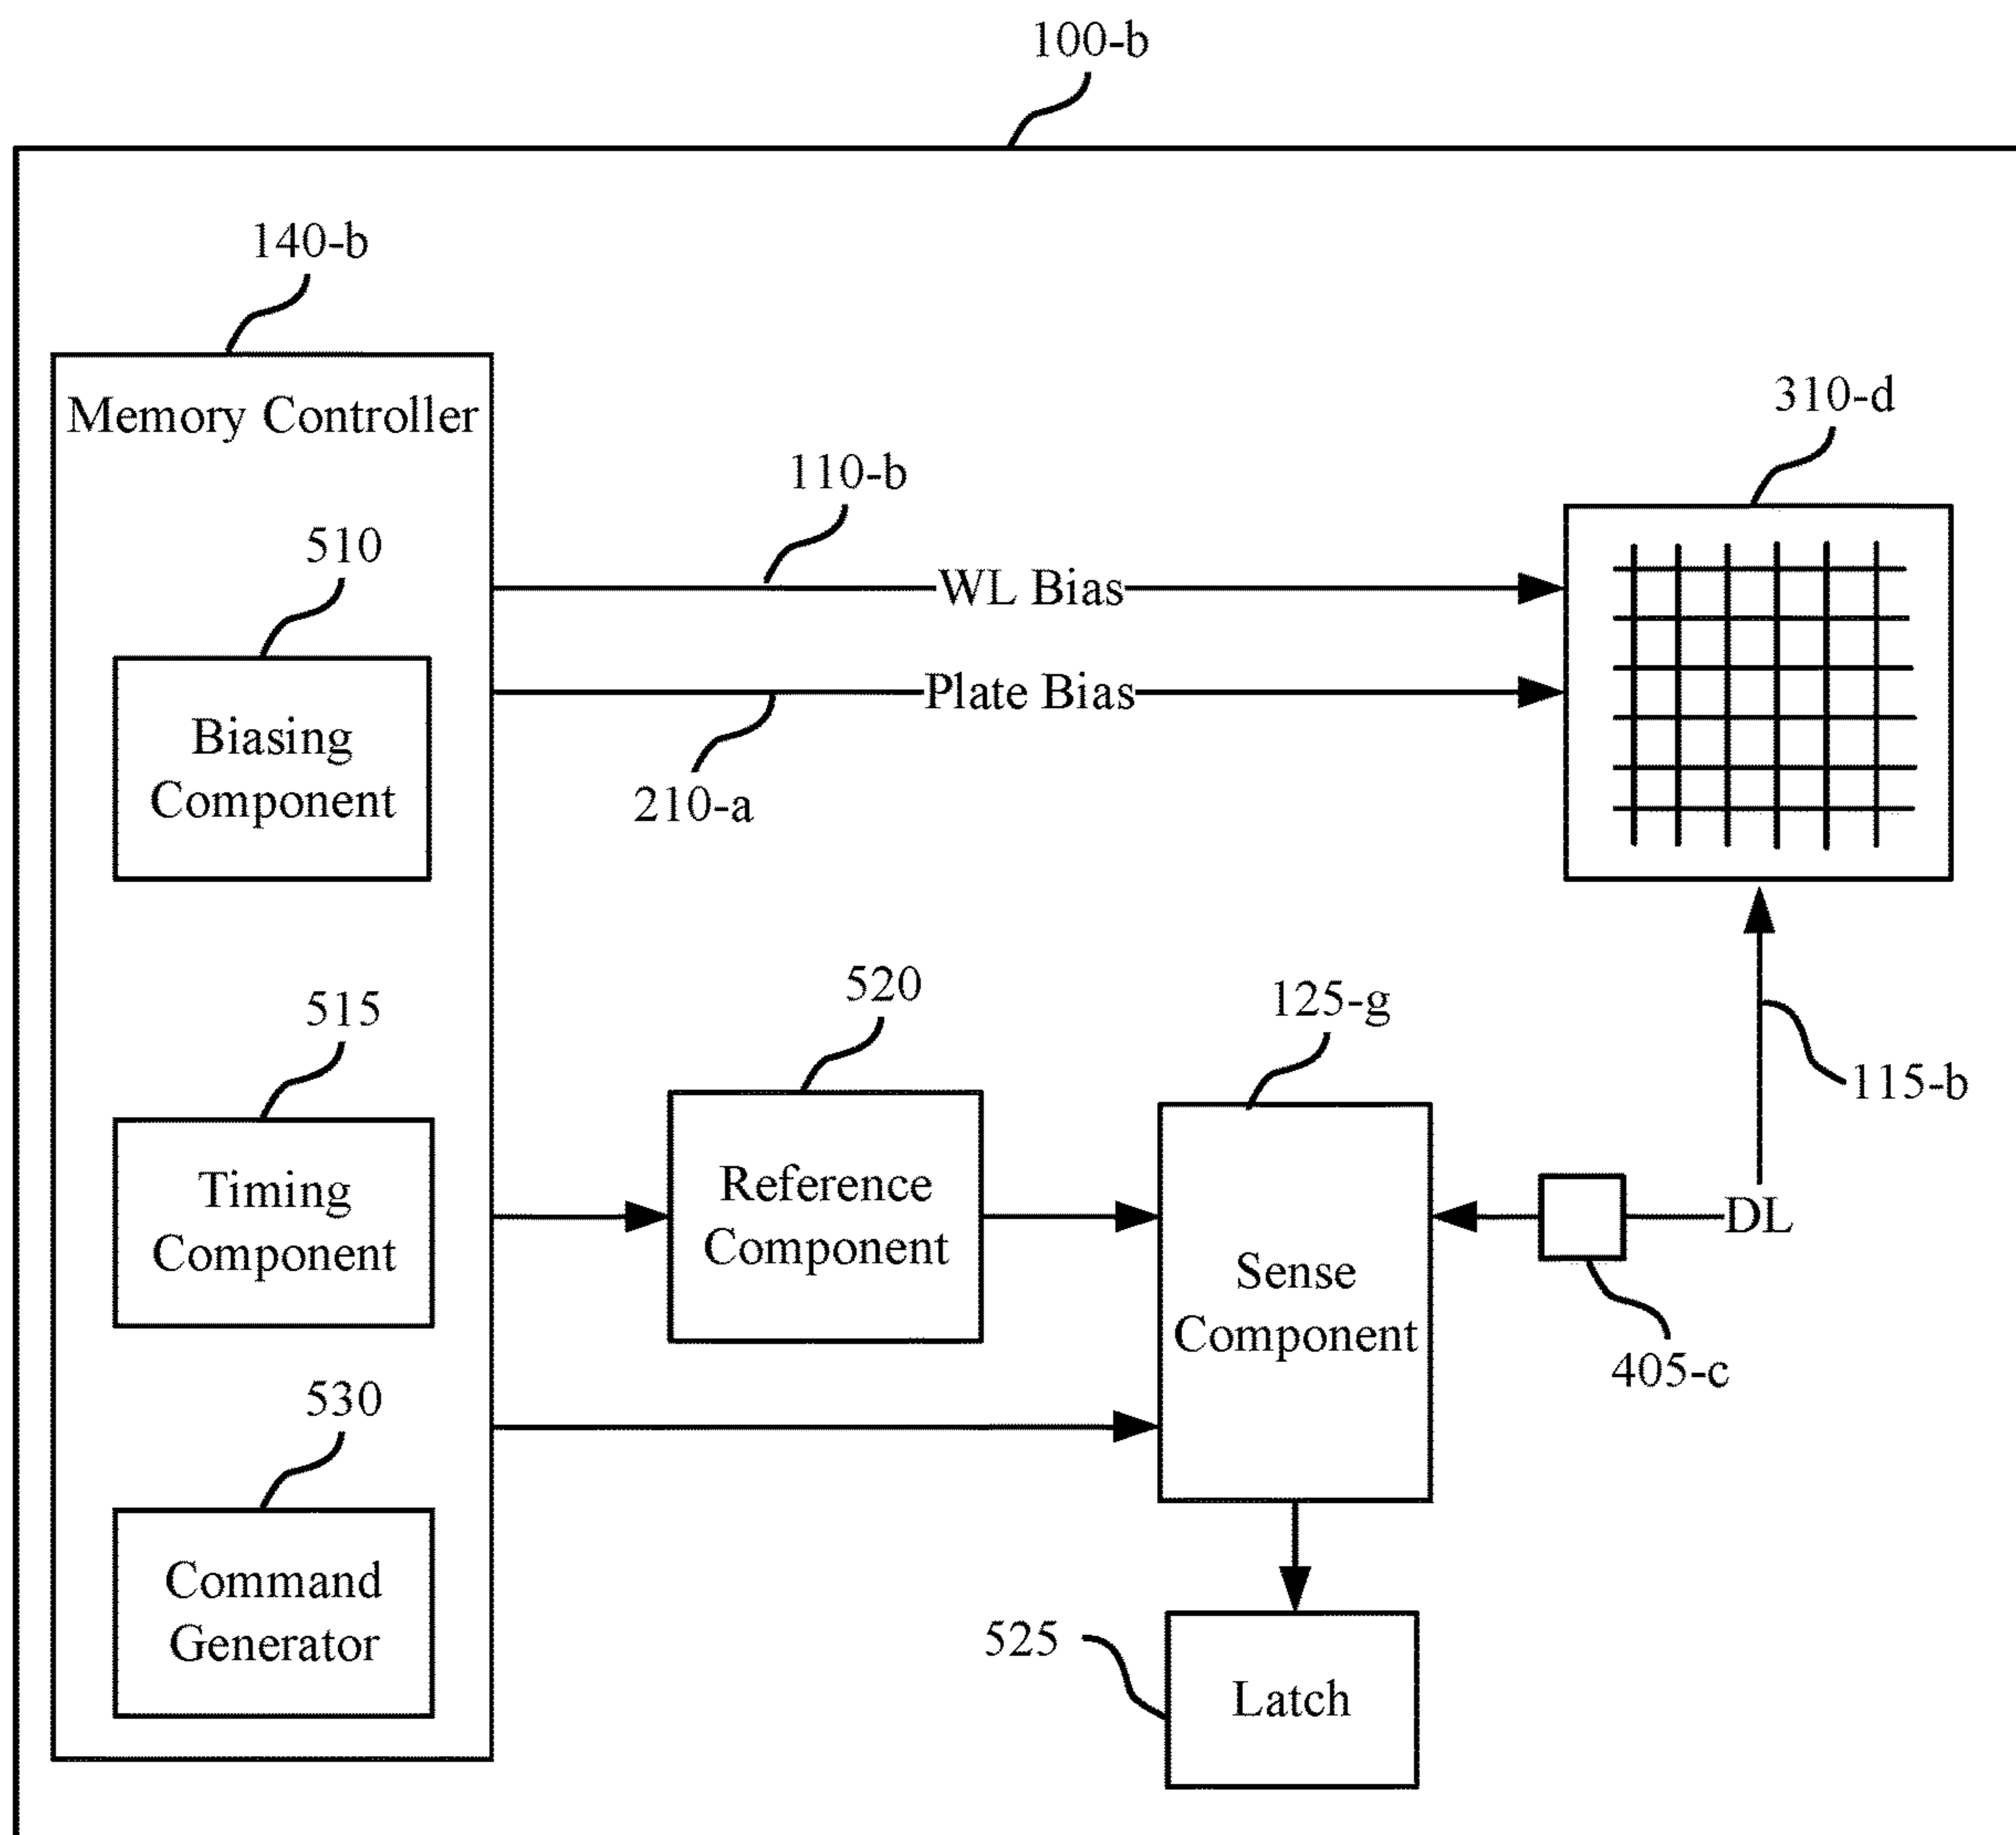 100-b
140-b
Memory Controller
310-d
110-b
510
WL Bias
Plate Bias
Biasing
Component
210-a
520
125-g
515
115-b
Reference
Component
Timing
Component
DL
Sense
Component
405-c
530
Command
Generator
525
Latch